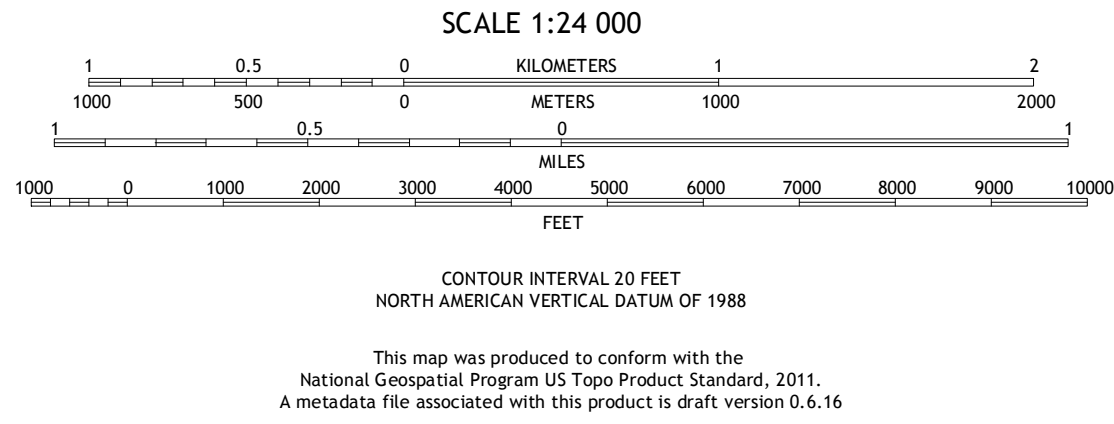 SCALE 1:24 000
1 0.5 0 KILOMETERS 1 2
1000 500 0 METERS 1000 2000
1 0.5 0 1
MILES
1000 0 1000 2000 3000 4000 5000 6000 7000 8000 9000 10000
FEET
CONTOUR INTERVAL 20 FEET
NORTH AMERICAN VERTICAL DATUM OF 1988
This map was produced to conform with the
National Geospatial Program US Topo Product Standard, 2011.
A metadata file associated with this product is draft version 0.6.16